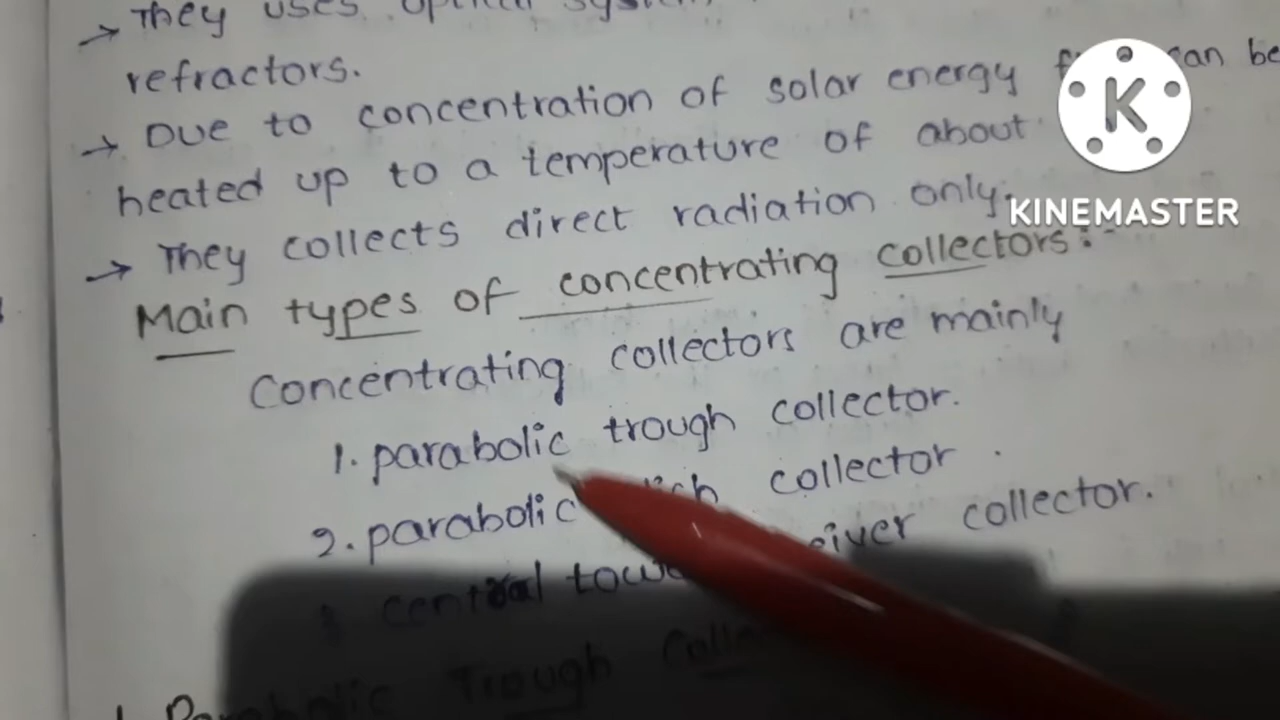 → They uses
refractors.
→ Due to concentration of solar energy can be
heated up to a temperature of about
→ They collects direct radiation only.
Main types of concentrating collectors:-
Concentrating collectors are mainly
1. parabolic trough collector.
2. parabolic collector.
central collector.
Trough
K
KINEMASTER